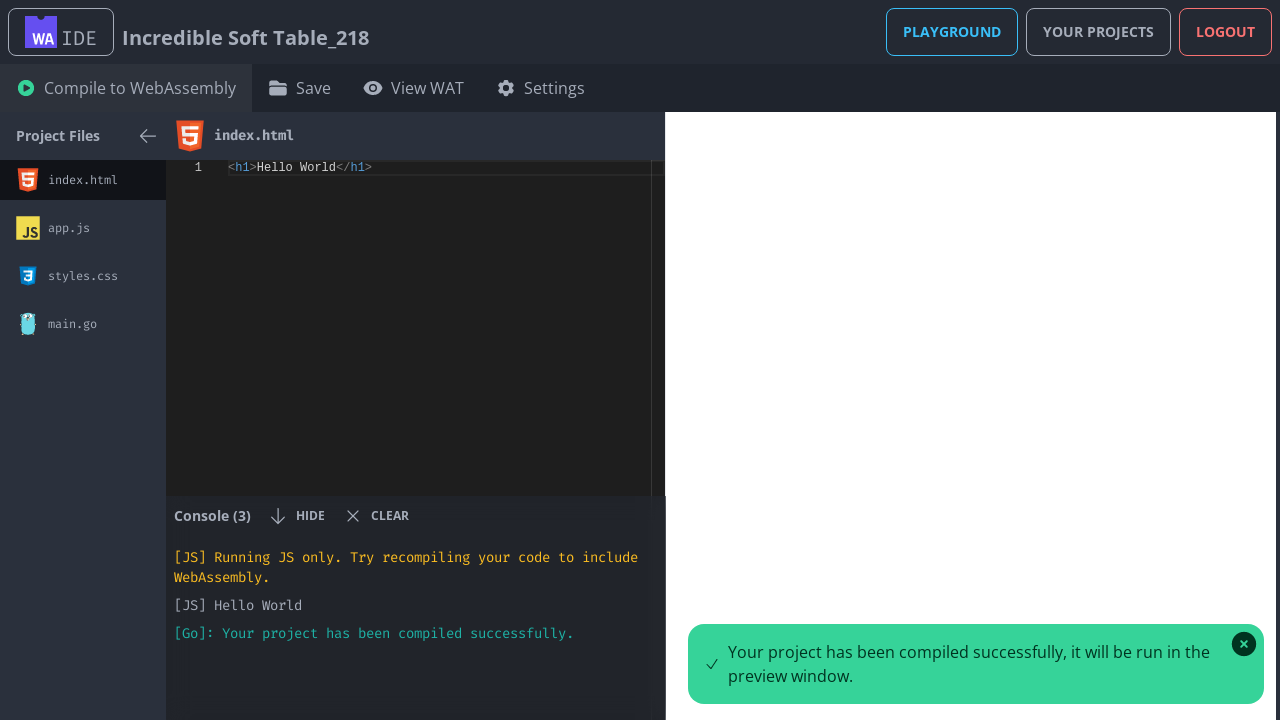 WA IDE
Incredible Soft Table_218
PLAYGROUND
YOUR PROJECTS
LOGOUT
Compile to WebAssembly
Save
View WAT
Settings
Project Files
index.html
JS app.js
styles.css
main.go
index.html
1 <h1>Hello World</h1>
Console (3)
HIDE
CLEAR
[JS] Running JS only. Try recompiling your code to include
WebAssembly.
[JS] Hello World
[Go]: Your project has been compiled successfully.
Your project has been compiled successfully, it will be run in the
preview window.